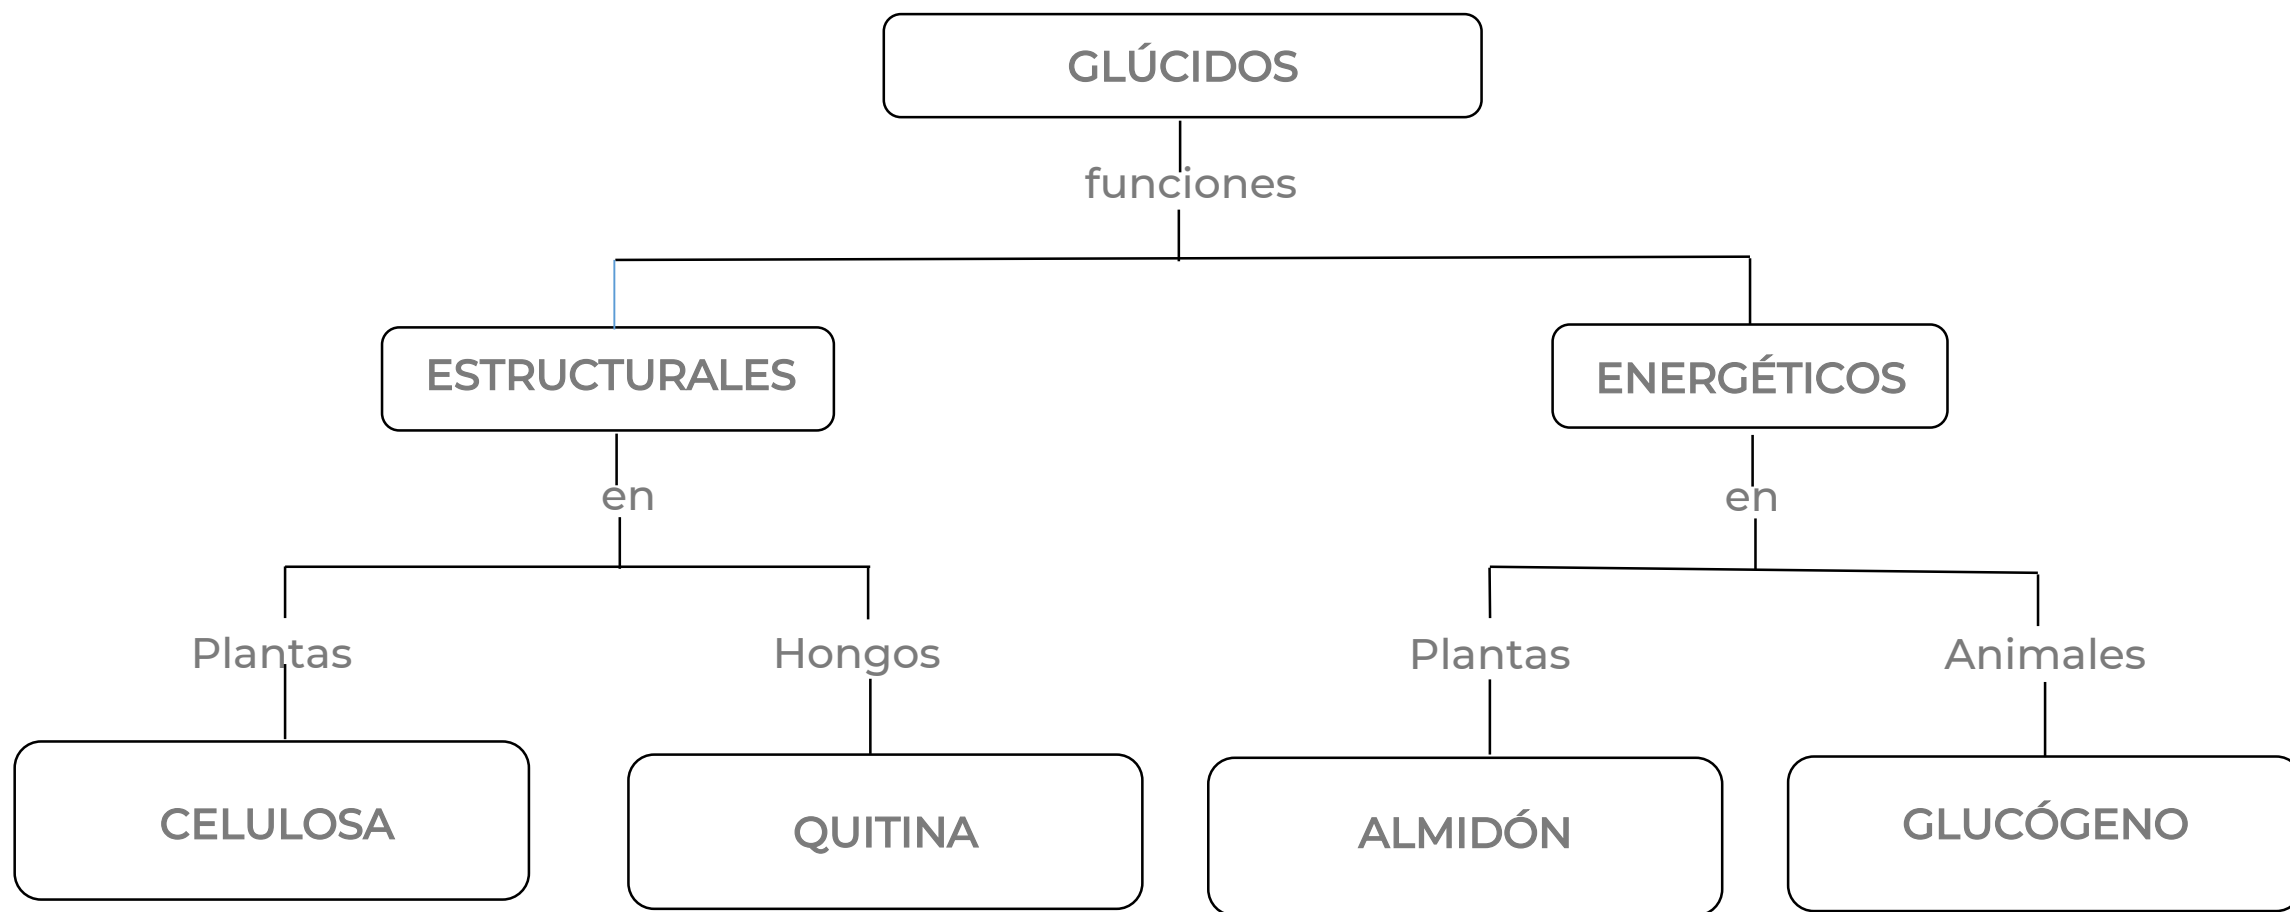 GLÚCIDOS
funciones
ESTRUCTURALES
ENERGÉTICOS
en
en
Plantas
Hongos
Plantas
Animales
CELULOSA
QUITINA
ALMIDÓN
GLUCÓGENO